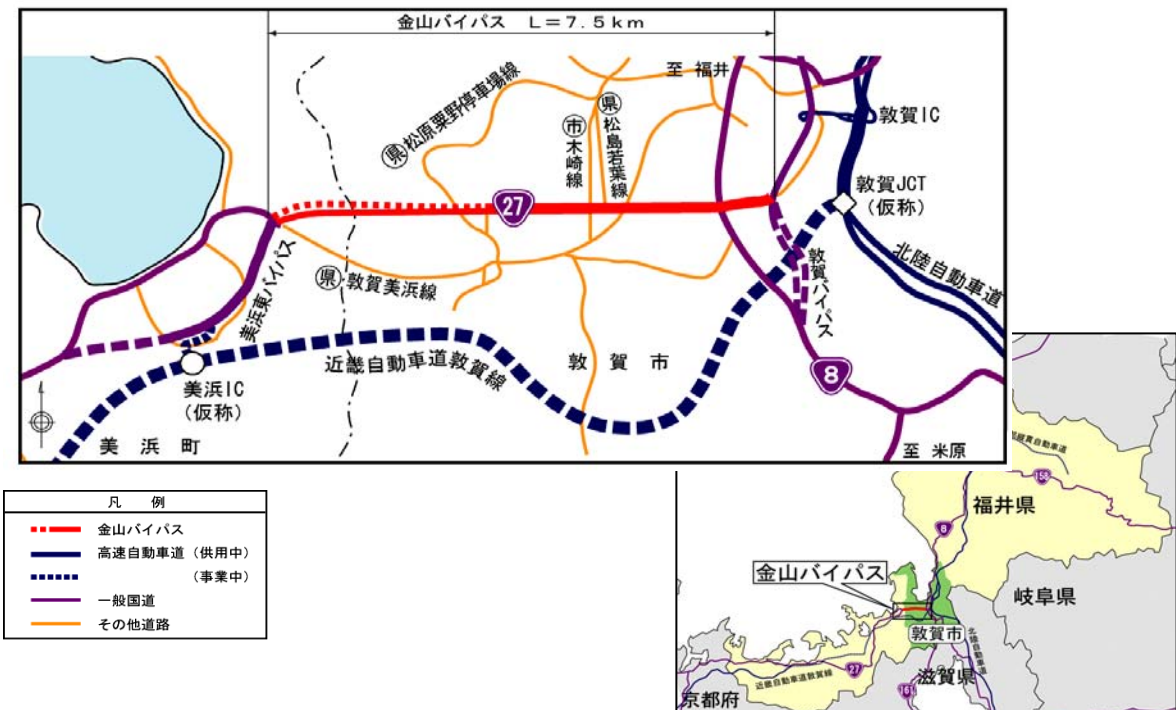 金山バイパス L=7.5km
至 福井
敦賀IC
県 松原粟野停車場線
県 松島若葉線
市 木崎線
敦賀JCT
(仮称)
27
北陸自動車道
美浜東バイパス
県 敦賀美浜線
敦賀バイパス
近畿自動車道敦賀線
敦賀市
8
美浜IC
(仮称)
美浜町
至 米原
凡 例
金山バイパス
高速自動車道(供用中)
(事業中)
一般国道
その他道路
158
福井県
8
金山バイパス
岐阜県
敦賀市
北陸自動車道
27
近畿自動車道敦賀線
滋賀県
161
京都府